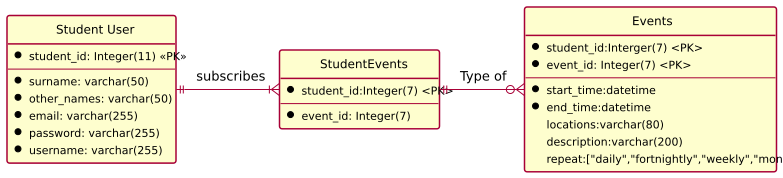 Student User
student_id: Integer(11) «PK»
surname: varchar(50)
other_names: varchar(50)
email: varchar(255)
password: varchar(255)
username: varchar(255)
subscribes
StudentEvents
student_id:Integer(7) <PK>
event_id: Integer(7)
Type of
Events
student_id:Interger(7) <PK>
event_id: Integer(7) <PK>
start_time:datetime
end_time:datetime
locations:varchar(80)
description:varchar(200)
repeat:["daily","fortnightly","weekly","mon